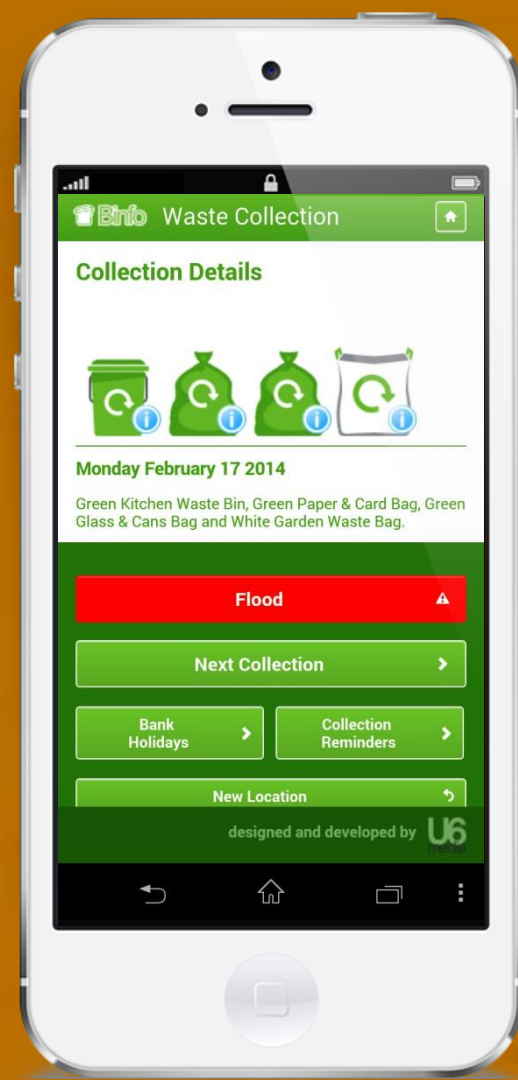 Binfo Waste Collection
Collection Details
Monday February 17 2014
Green Kitchen Waste Bin, Green Paper & Card Bag, Green
Glass & Cans Bag and White Garden Waste Bag.
Flood
Next Collection
Bank
Holidays
Collection
Reminders
New Location
designed and developed by U6
media